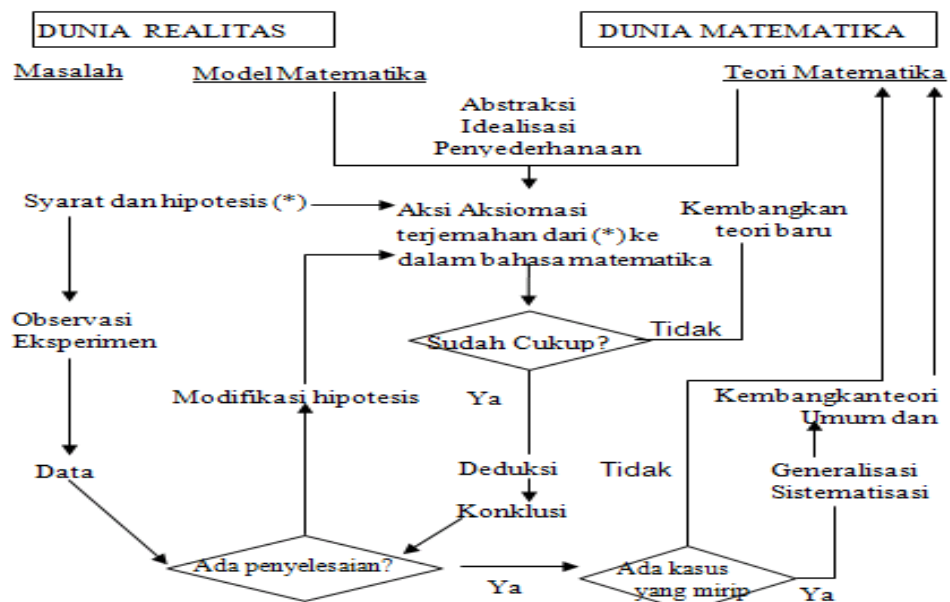 DUNIA REALITAS
DUNIA MATEMATIKA
Masalah
Model Matematika
Teori Matematika
Abstraksi
Idealisasi
Penyederhanaan
Syarat dan hipotesis (*)
Aksi Aksiomasi
terjemahan dari (*) ke
dalam bahasa matematika
Kembangkan
teori baru
Observasi
Eksperimen
Sudah Cukup?
Tidak
Modifikasi hipotesis
Ya
Kembangkanteori
Umum dan
Data
Deduksi
Tidak
Generalisasi
Sistematisasi
Konklusi
Ada penyelesaian?
Ya
Ada kasus
yang mirip
Ya